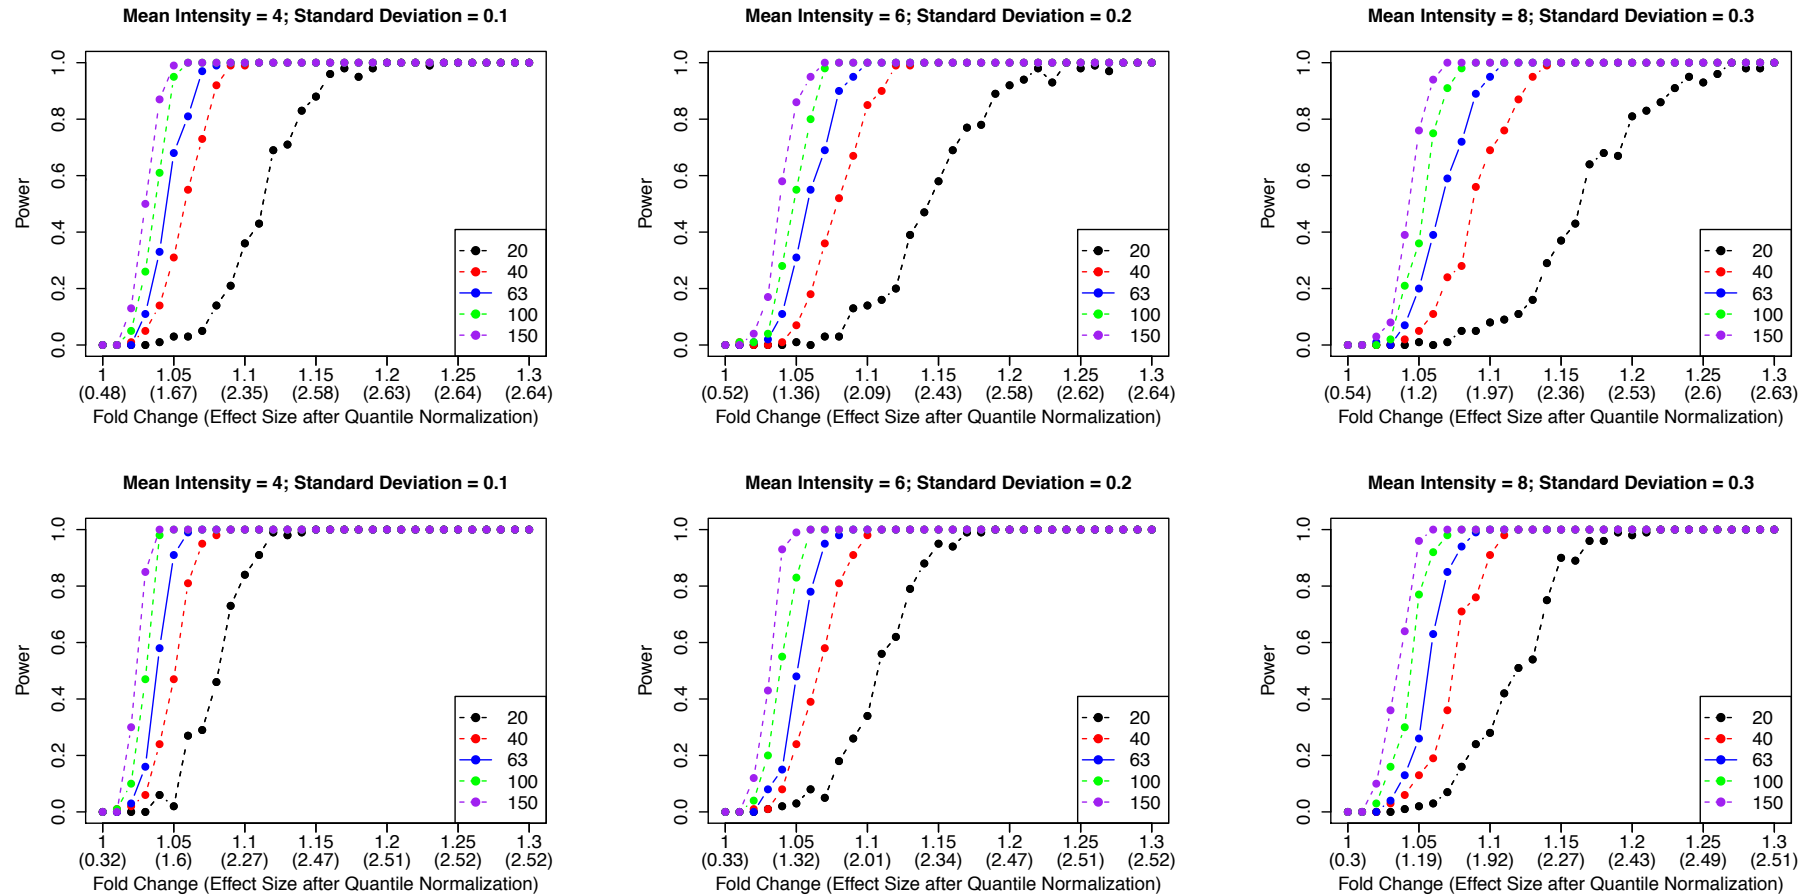 Mean Intensity = 4; Standard Deviation = 0.1
Power
0.0 0.2 0.4 0.6 0.8 1.0
20
40
63
100
150
1 1.05 1.1 1.15 1.2 1.25 1.3
(0.48) (1.67) (2.35) (2.58) (2.63) (2.64) (2.64)
Fold Change (Effect Size after Quantile Normalization)
Mean Intensity = 6; Standard Deviation = 0.2
Power
0.0 0.2 0.4 0.6 0.8 1.0
20
40
63
100
150
1 1.05 1.1 1.15 1.2 1.25 1.3
(0.52) (1.36) (2.09) (2.43) (2.58) (2.62) (2.64)
Fold Change (Effect Size after Quantile Normalization)
Mean Intensity = 8; Standard Deviation = 0.3
Power
0.0 0.2 0.4 0.6 0.8 1.0
20
40
63
100
150
1 1.05 1.1 1.15 1.2 1.25 1.3
(0.54) (1.2) (1.97) (2.36) (2.53) (2.6) (2.63)
Fold Change (Effect Size after Quantile Normalization)
Mean Intensity = 4; Standard Deviation = 0.1
Power
0.0 0.2 0.4 0.6 0.8 1.0
20
40
63
100
150
1 1.05 1.1 1.15 1.2 1.25 1.3
(0.32) (1.6) (2.27) (2.47) (2.51) (2.52) (2.52)
Fold Change (Effect Size after Quantile Normalization)
Mean Intensity = 6; Standard Deviation = 0.2
Power
0.0 0.2 0.4 0.6 0.8 1.0
20
40
63
100
150
1 1.05 1.1 1.15 1.2 1.25 1.3
(0.33) (1.32) (2.01) (2.34) (2.47) (2.51) (2.52)
Fold Change (Effect Size after Quantile Normalization)
Mean Intensity = 8; Standard Deviation = 0.3
Power
0.0 0.2 0.4 0.6 0.8 1.0
20
40
63
100
150
1 1.05 1.1 1.15 1.2 1.25 1.3
(0.3) (1.19) (1.92) (2.27) (2.43) (2.49) (2.51)
Fold Change (Effect Size after Quantile Normalization)